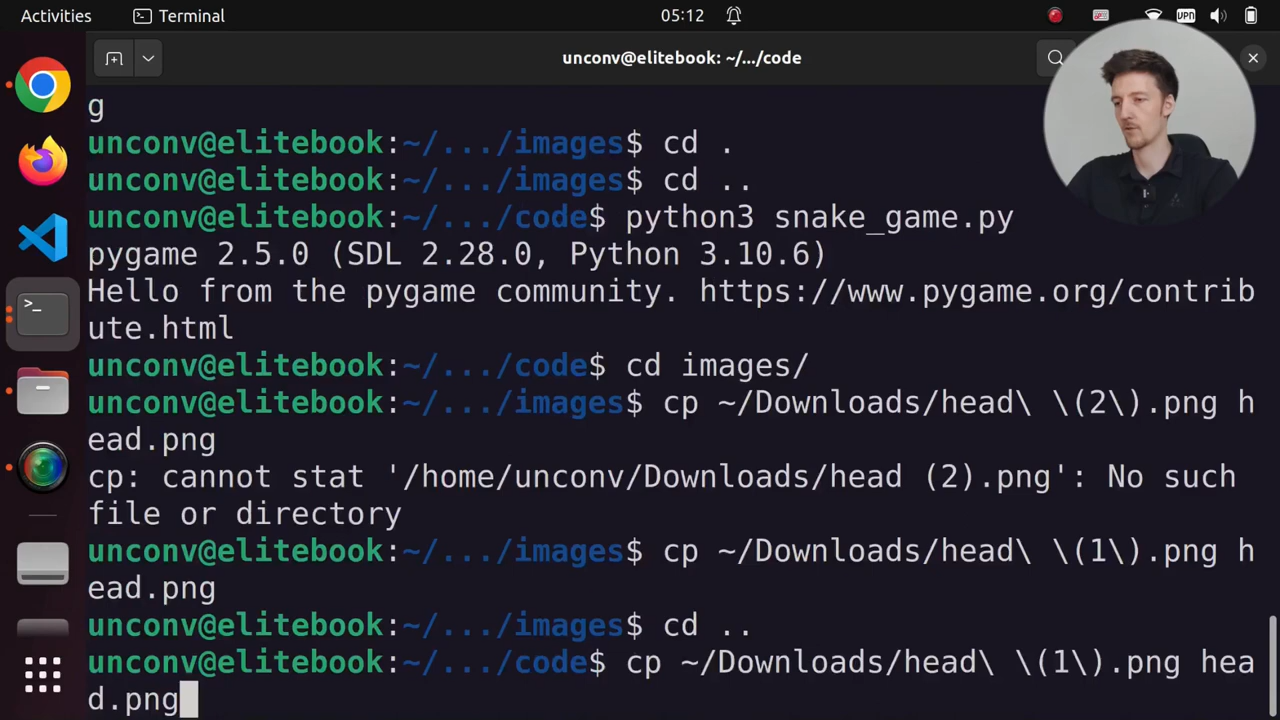 Activities
Terminal
05:12
VPN
unconv@elitebook: ~/.../code
g
unconv@elitebook:~/.../images$ cd .
unconv@elitebook:~/.../images$ cd ..
unconv@elitebook:~/.../code$ python3 snake_game.py
pygame 2.5.0 (SDL 2.28.0, Python 3.10.6)
Hello from the pygame community. https://www.pygame.org/contrib
ute.html
unconv@elitebook:~/.../code$ cd images/
unconv@elitebook:~/.../images$ cp ~/Downloads/head\ \(2\).png h
ead.png
cp: cannot stat '/home/unconv/Downloads/head (2).png': No such
file or directory
unconv@elitebook:~/.../images$ cp ~/Downloads/head\ \(1\).png h
ead.png
unconv@elitebook:~/.../images$ cd ..
unconv@elitebook:~/.../code$ cp ~/Downloads/head\ \(1\).png hea
d.png